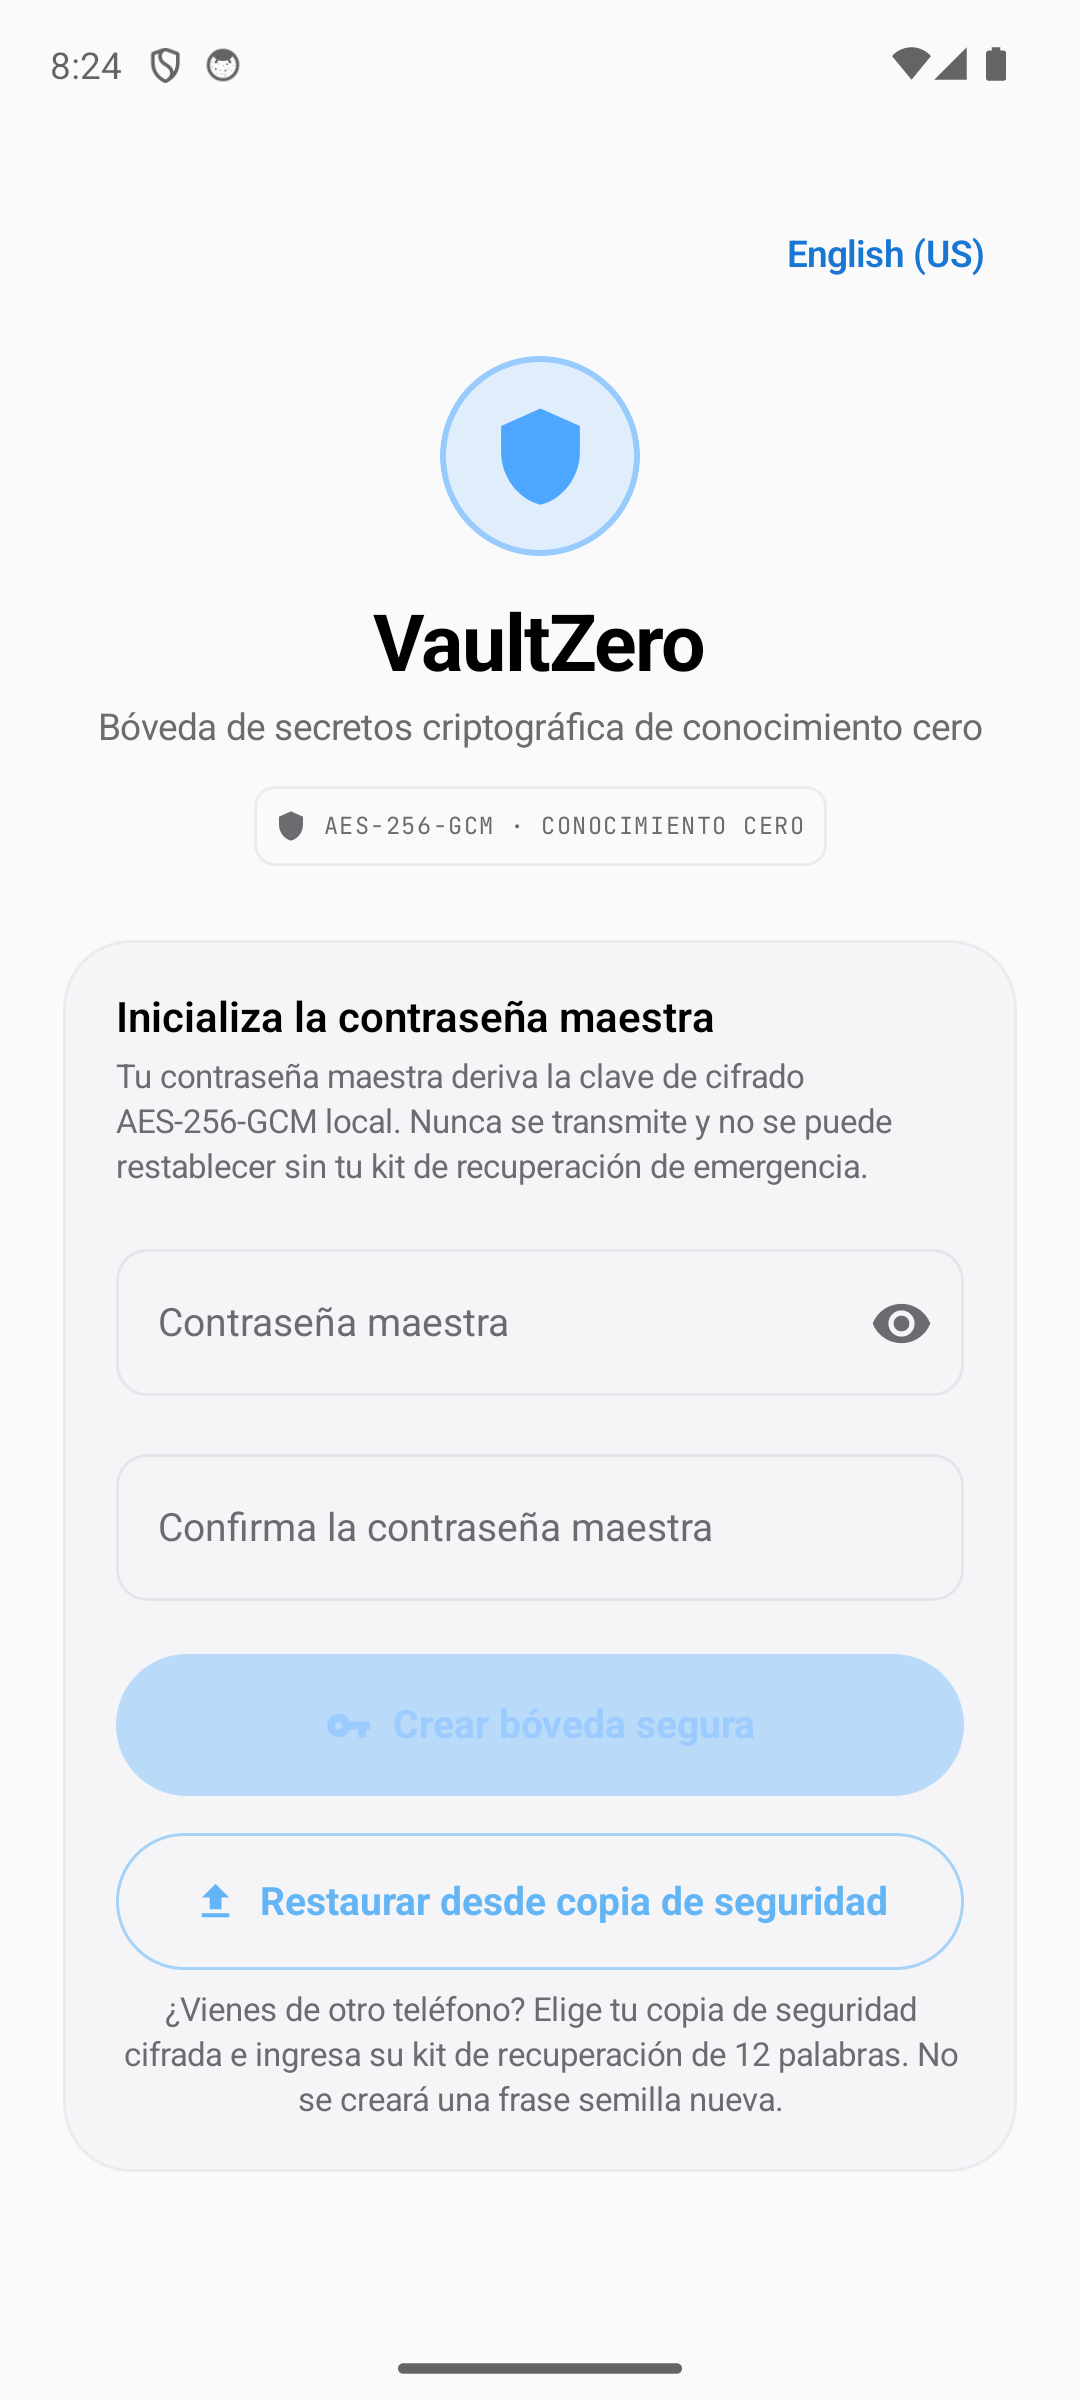 8:24
English (US)
VaultZero
Bóveda de secretos criptográfica de conocimiento cero
AES-256-GCM · CONOCIMIENTO CERO
Inicializa la contraseña maestra
Tu contraseña maestra deriva la clave de cifrado
AES-256-GCM local. Nunca se transmite y no se puede
restablecer sin tu kit de recuperación de emergencia.
Contraseña maestra
Confirma la contraseña maestra
Crear bóveda segura
Restaurar desde copia de seguridad
¿Vienes de otro teléfono? Elige tu copia de seguridad
cifrada e ingresa su kit de recuperación de 12 palabras. No
se creará una frase semilla nueva.